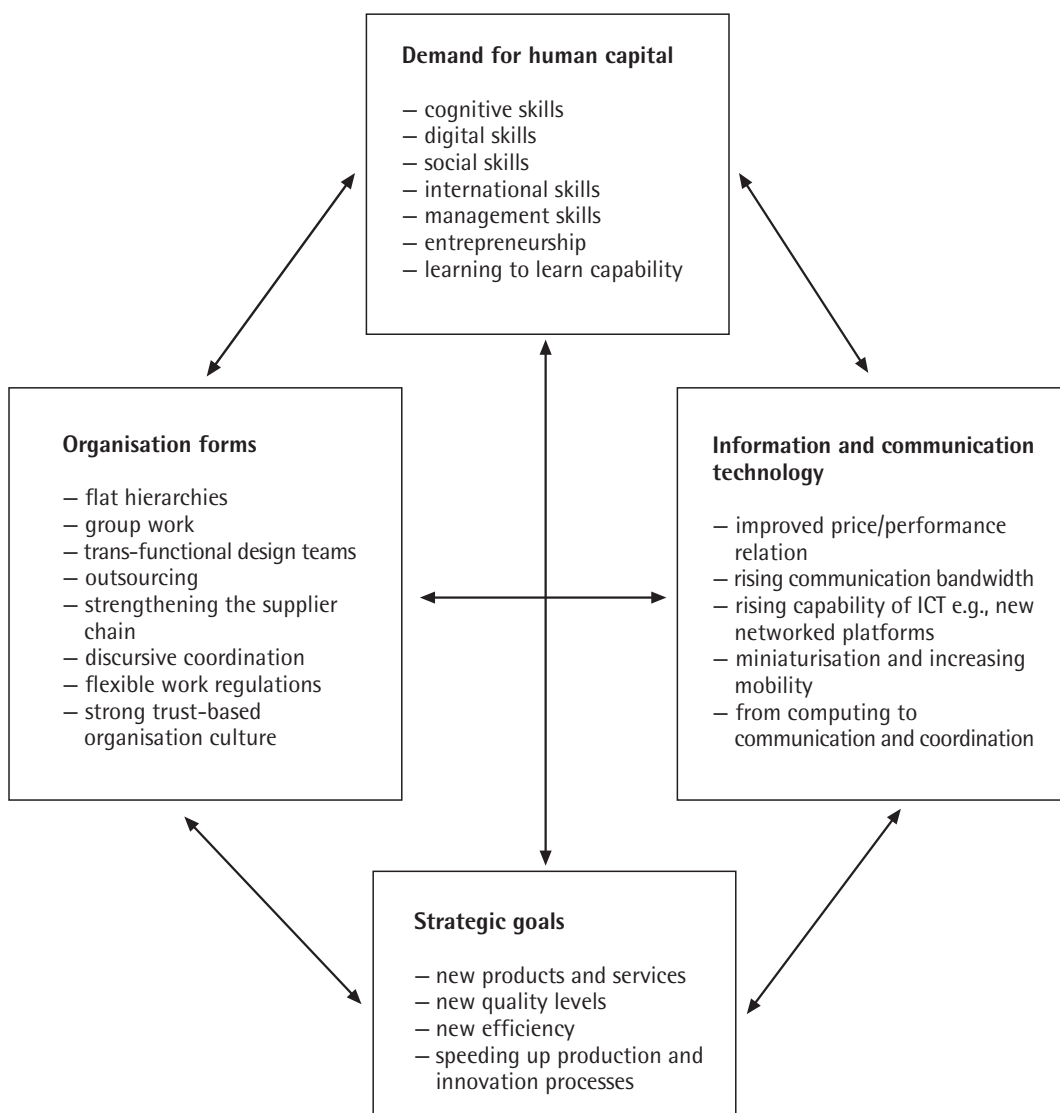 Demand for human capital
– cognitive skills
– digital skills
– social skills
– international skills
– management skills
– entrepreneurship
– learning to learn capability
Organisation forms
– flat hierarchies
– group work
– trans-functional design teams
– outsourcing
– strengthening the supplier
chain
– discursive coordination
– flexible work regulations
– strong trust-based
organisation culture
Information and communication
technology
– improved price/performance
relation
– rising communication bandwidth
– rising capability of ICT e.g., new
networked platforms
– miniaturisation and increasing
mobility
– from computing to
communication and coordination
Strategic goals
– new products and services
– new quality levels
– new efficiency
– speeding up production and
innovation processes